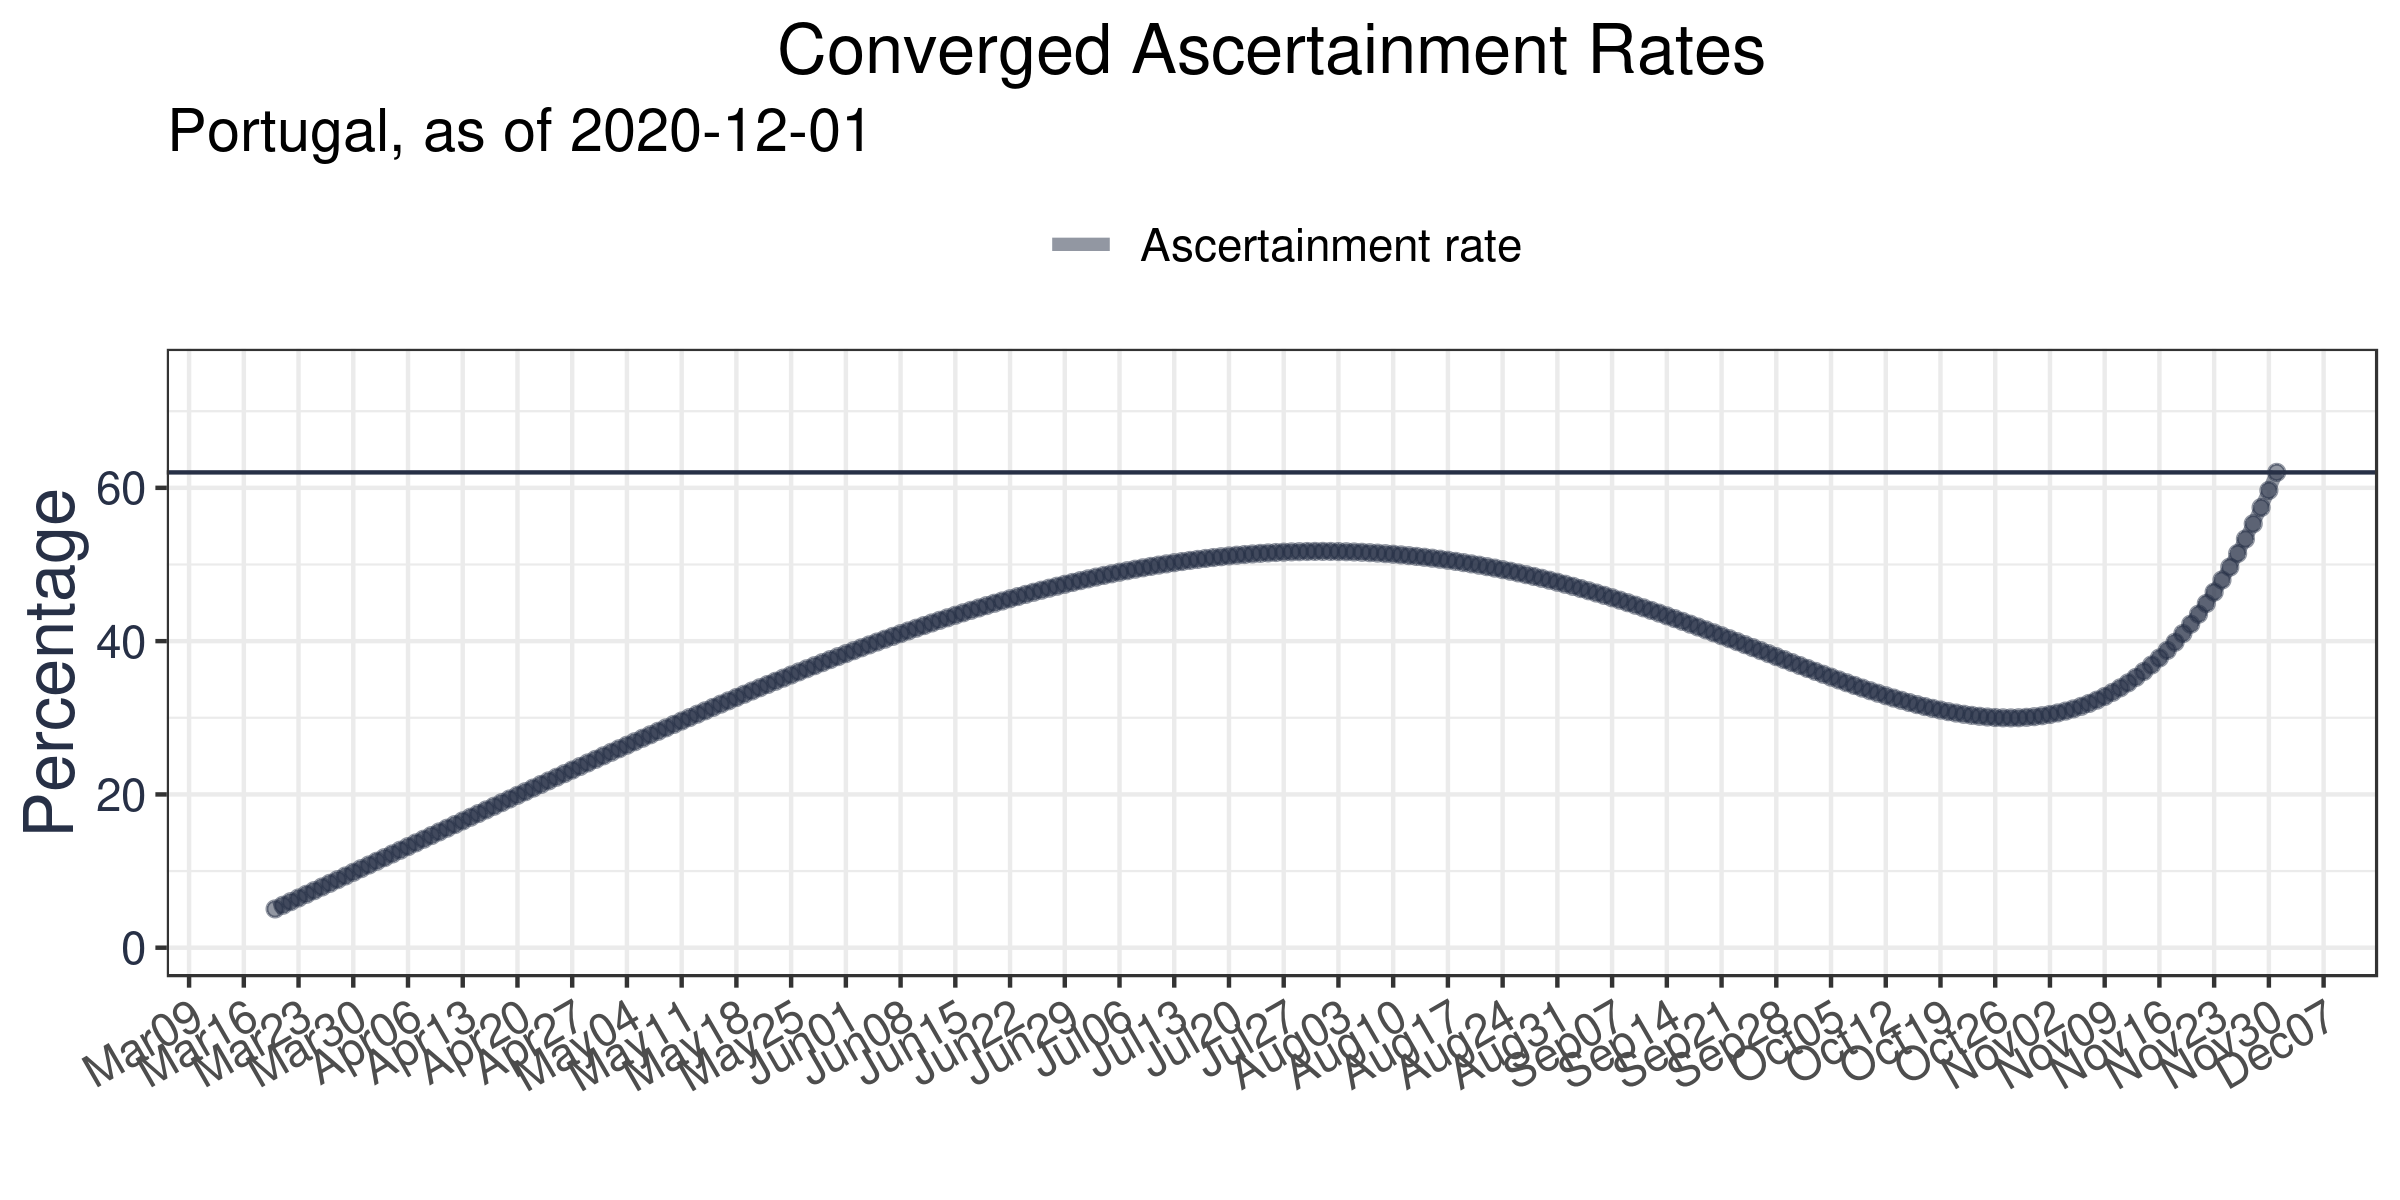 Converged Ascertainment Rates
Portugal, as of 2020-12-01
Ascertainment rate
Percentage
60
40
20
0
Mar09
Mar16
Mar23
Mar30
Apr06
Apr13
Apr20
Apr27
May04
May11
May18
May25
Jun01
Jun08
Jun15
Jun22
Jun29
Jul06
Jul13
Jul20
Jul27
Aug03
Aug10
Aug17
Aug24
Aug31
Sep07
Sep14
Sep21
Sep28
Oct05
Oct12
Oct19
Oct26
Nov02
Nov09
Nov16
Nov23
Nov30
Dec07